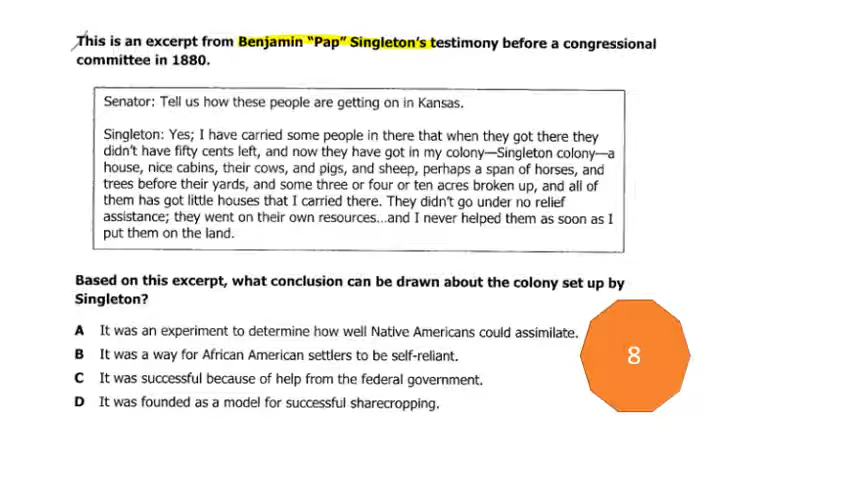 This is an excerpt from Benjamin "Pap" Singleton's testimony before a congressional
committee in 1880.
Senator: Tell us how these people are getting on in Kansas.
Singleton: Yes; I have carried some people in there that when they got there they
didn't have fifty cents left, and now they have got in my colony—Singleton colony—a
house, nice cabins, their cows, and pigs, and sheep, perhaps a span of horses, and
trees before their yards, and some three or four or ten acres broken up, and all of
them has got little houses that I carried there. They didn't go under no relief
assistance; they went on their own resources...and I never helped them as soon as I
put them on the land.
Based on this excerpt, what conclusion can be drawn about the colony set up by
Singleton?
A It was an experiment to determine how well Native Americans could assimilate.
B It was a way for African American settlers to be self-reliant.
C It was successful because of help from the federal government.
D It was founded as a model for successful sharecropping.
8